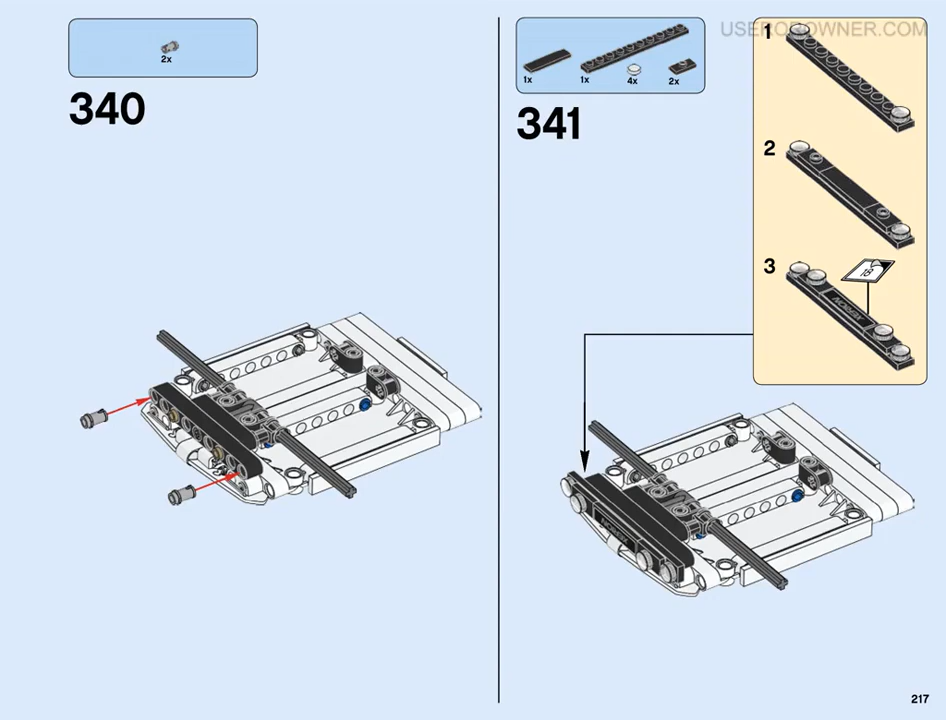 2x
340
1x
1x
4x
2x
341
USERSOWNER.COM
1
2
3
217